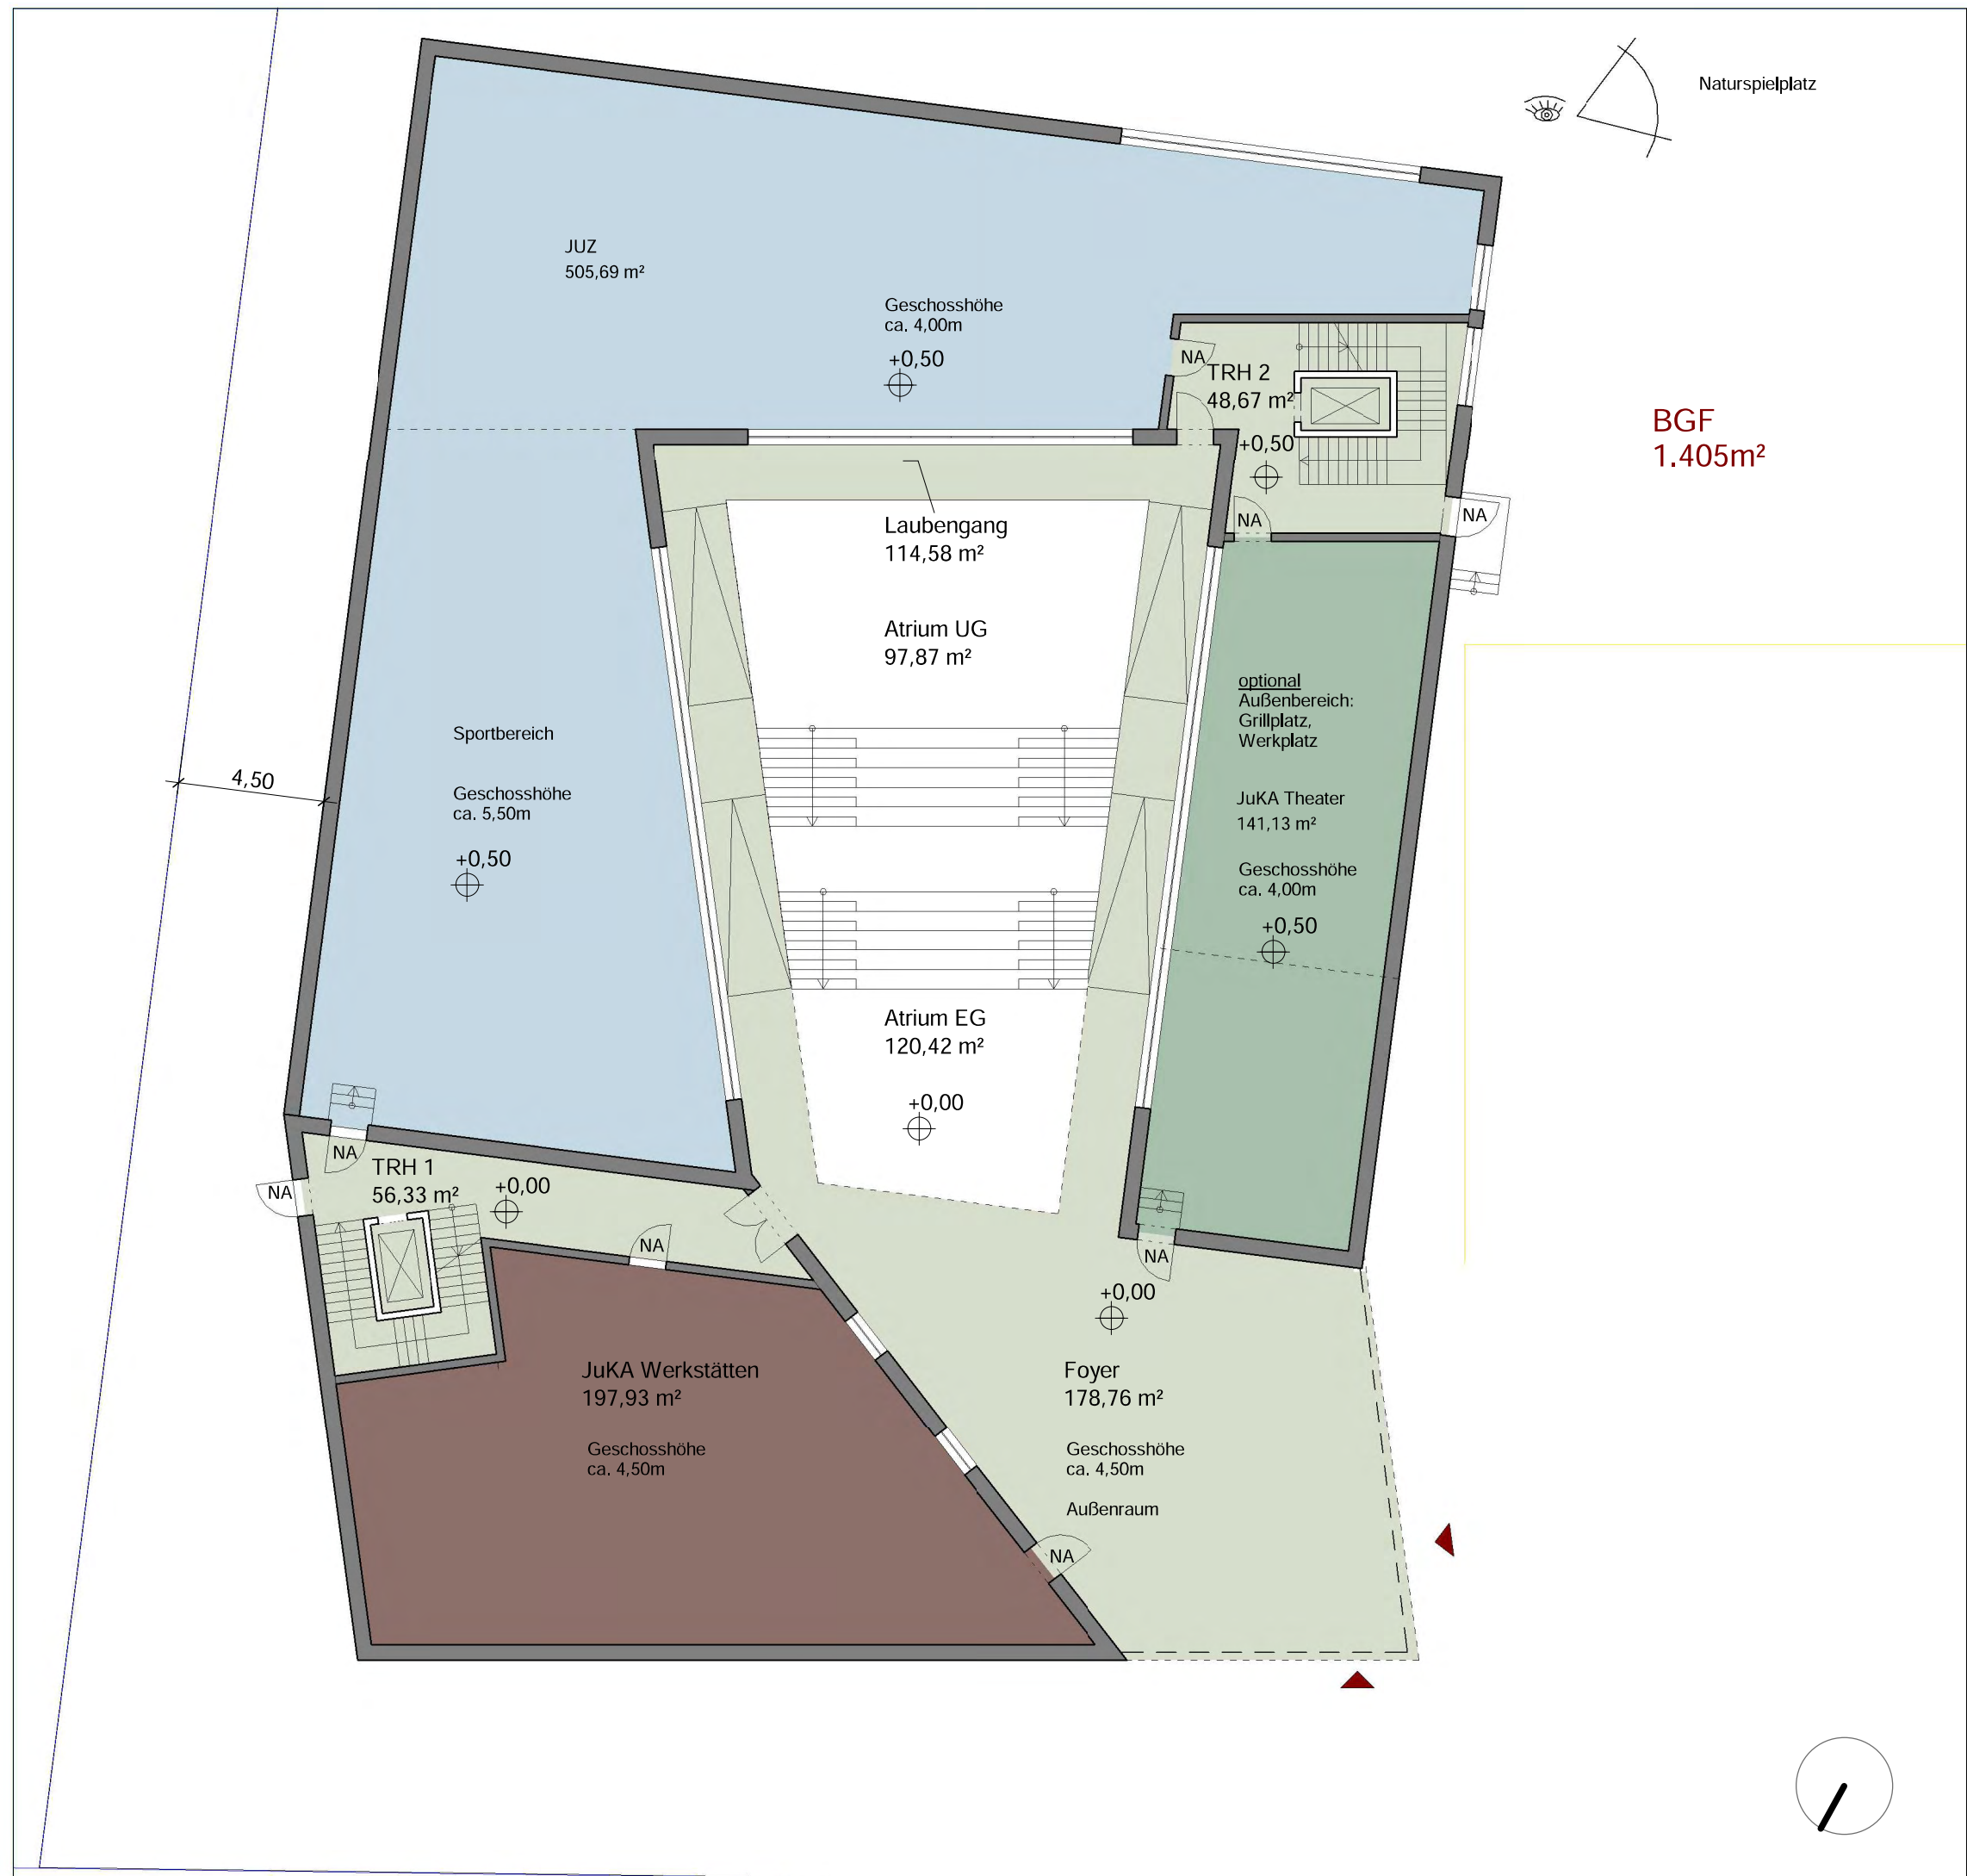 Naturspielplatz
JUZ
505,69 m²
Geschosshöhe
ca. 4,00m
+0,50
NA
TRH 2
48,67 m²
+0,50
BGF
1.405m²
NA
NA
Laubengang
114,58 m²
Atrium UG
97,87 m²
optional
Außenbereich:
Grillplatz,
Werkplatz
Sportbereich
4,50
Geschosshöhe
ca. 5,50m
+0,50
JuKA Theater
141,13 m²
Geschosshöhe
ca. 4,00m
+0,50
Atrium EG
120,42 m²
+0,00
NA
TRH 1
56,33 m²
+0,00
NA
NA
NA
+0,00
JuKA Werkstätten
197,93 m²
Geschosshöhe
ca. 4,50m
Foyer
178,76 m²
Geschosshöhe
ca. 4,50m
Außenraum
NA